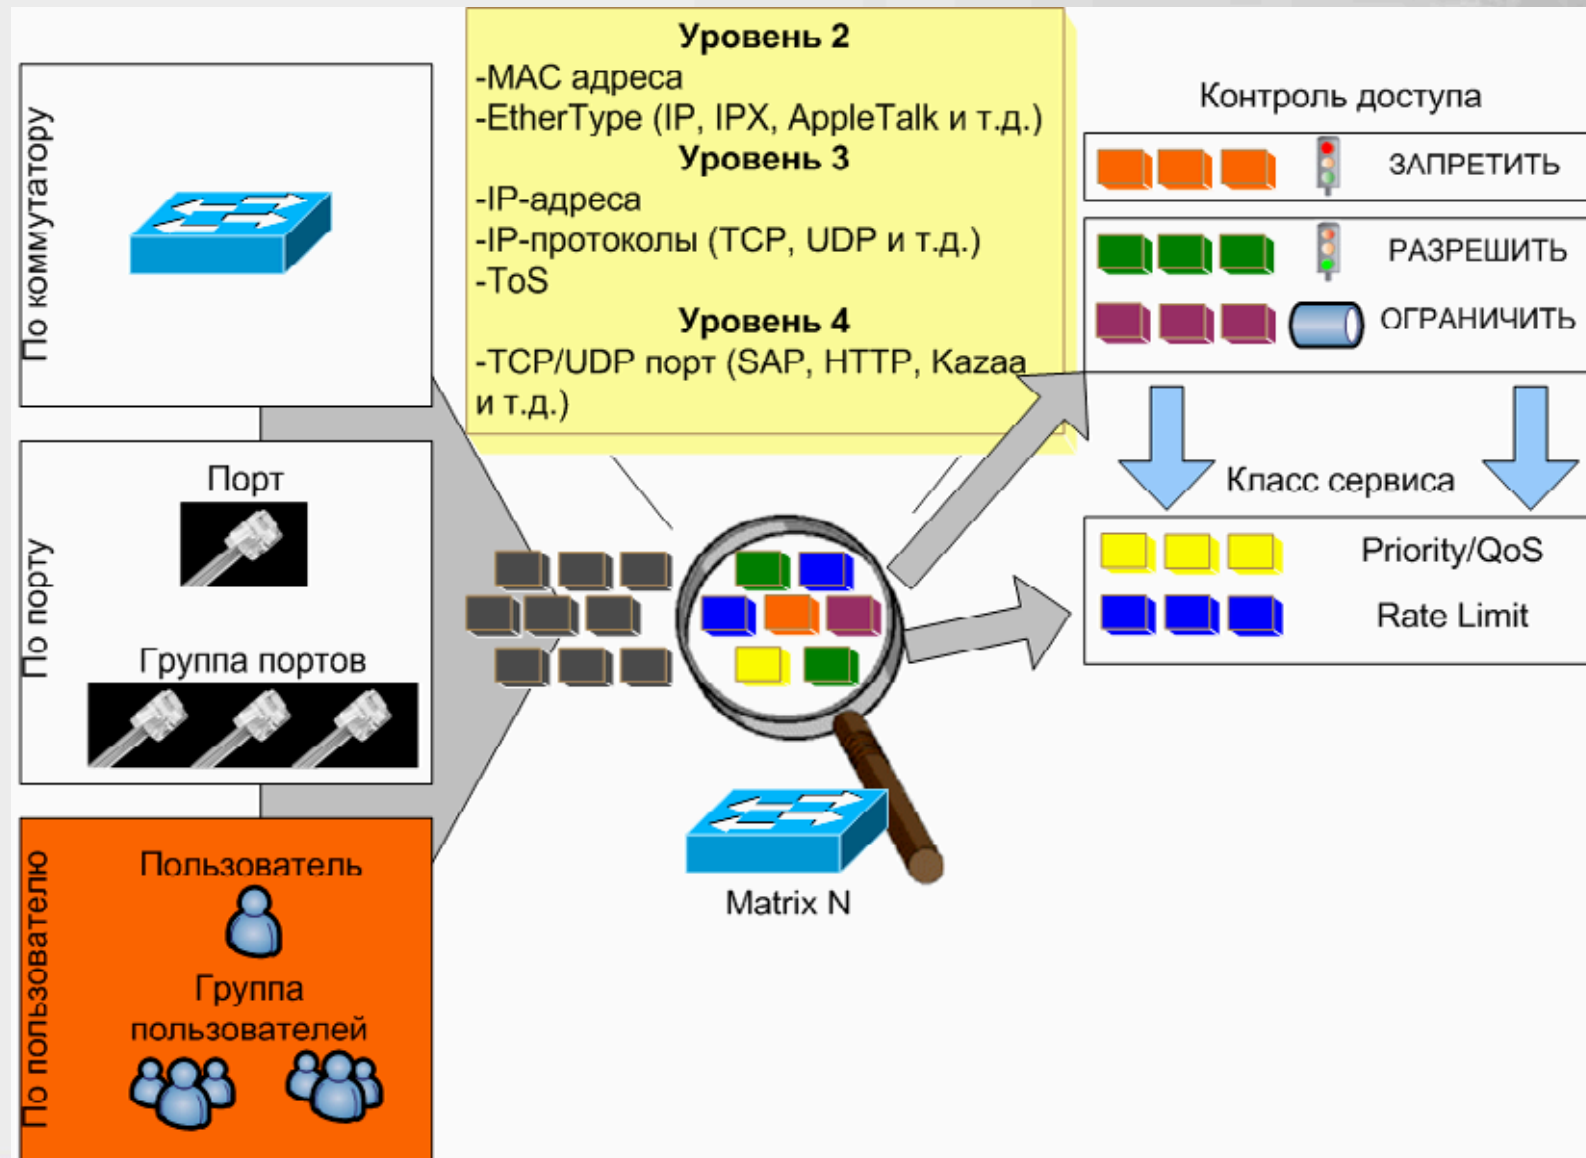 По коммутатору
По порту
Порт
Группа портов
По пользователю
Пользователь
Группа
пользователей
Уровень 2
-MAC адреса
-EtherType (IP, IPX, AppleTalk и т.д.)
Уровень 3
-IP-адреса
-IP-протоколы (TCP, UDP и т.д.)
-ToS
Уровень 4
-TCP/UDP порт (SAP, HTTP, Kazaa
и т.д.)
Matrix N
Контроль доступа
ЗАПРЕТИТЬ
РАЗРЕШИТЬ
ОГРАНИЧИТЬ
Класс сервиса
Priority/QoS
Rate Limit